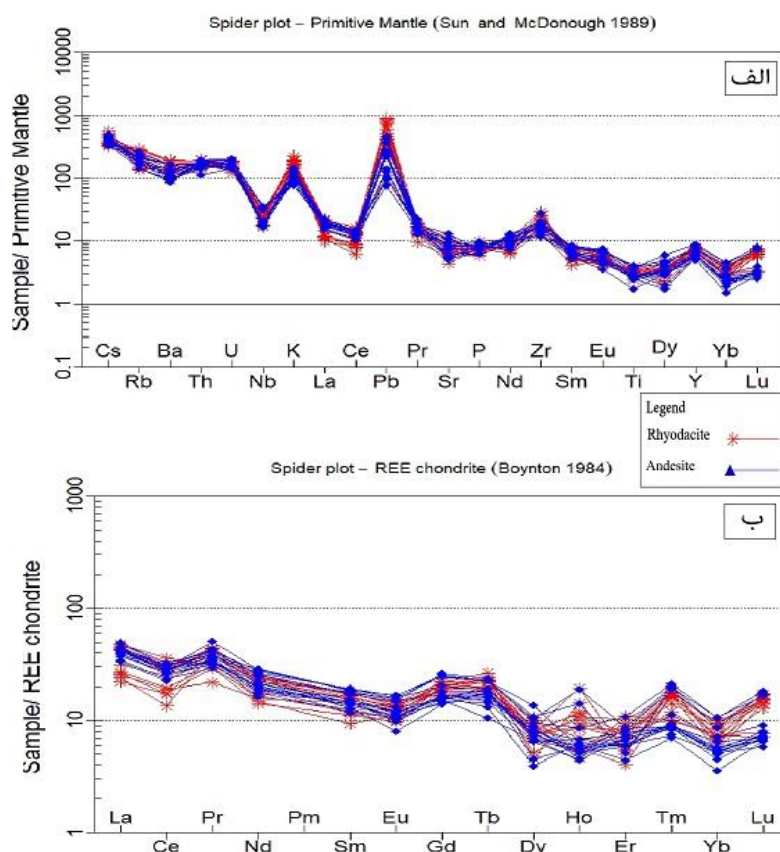 Spider plot – Primitive Mantle (Sun and McDonough 1989)
الف
Sample/ Primitive Mantle
10000
1000
100
10
1
0.1
Cs Ba U K Ce Pr P Zr Eu Dy Yb
Rb Th Nb La Pb Sr Nd Sm Ti Y Lu
Legend
Rhyodacite
Andesite
Spider plot – REE chondrite (Boynton 1984)
ب
Sample/ REE chondrite
1000
100
10
1
La Pr Pm Eu Tb Ho Tm Lu
Ce Nd Sm Gd Dy Er Yb